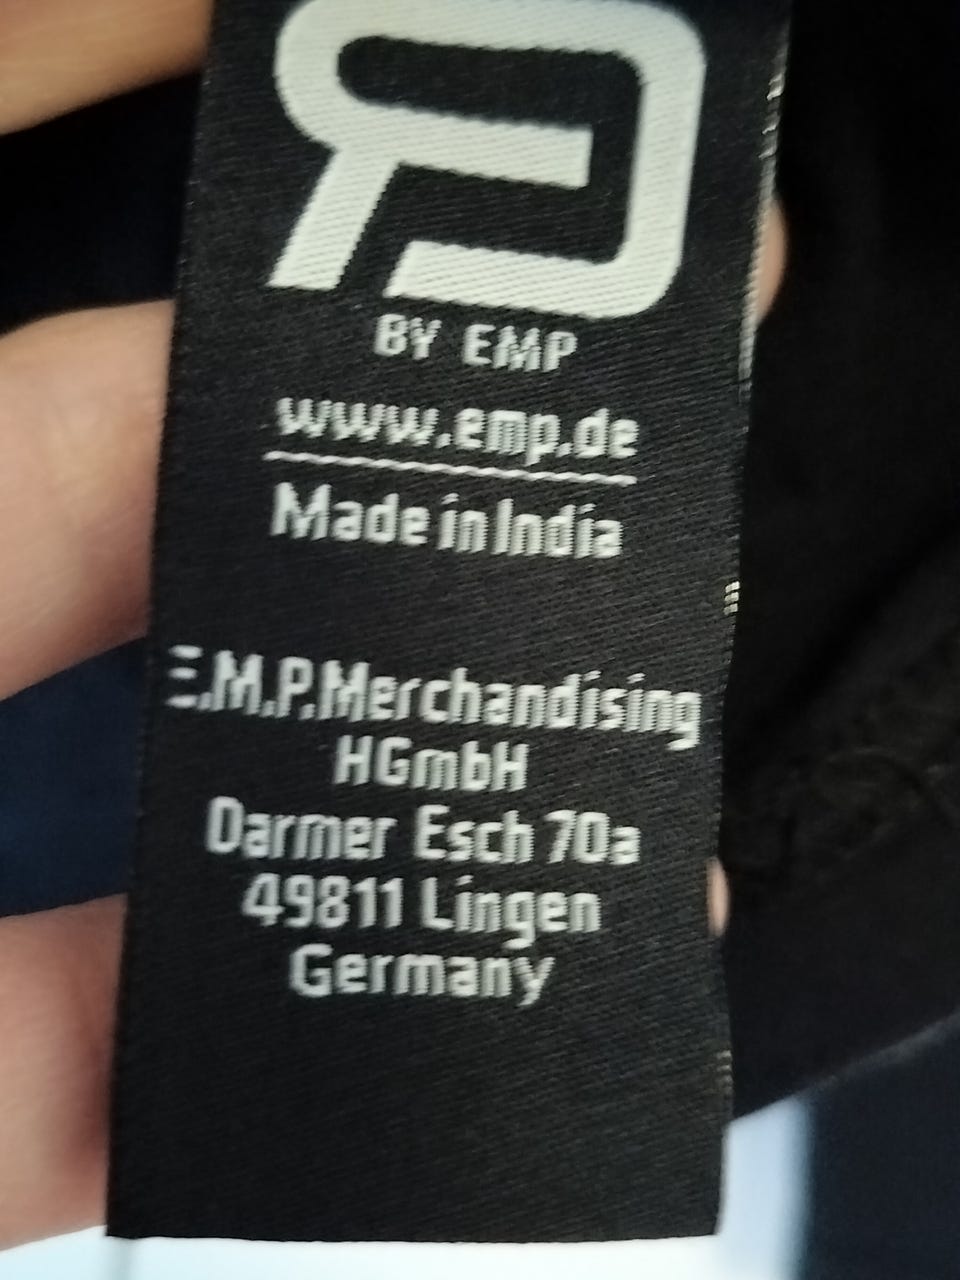 BY EMP
www.emp.de
Made in India
E.M.P.Merchandising
HGmbH
Darmer Esch 70a
49811 Lingen
Germany